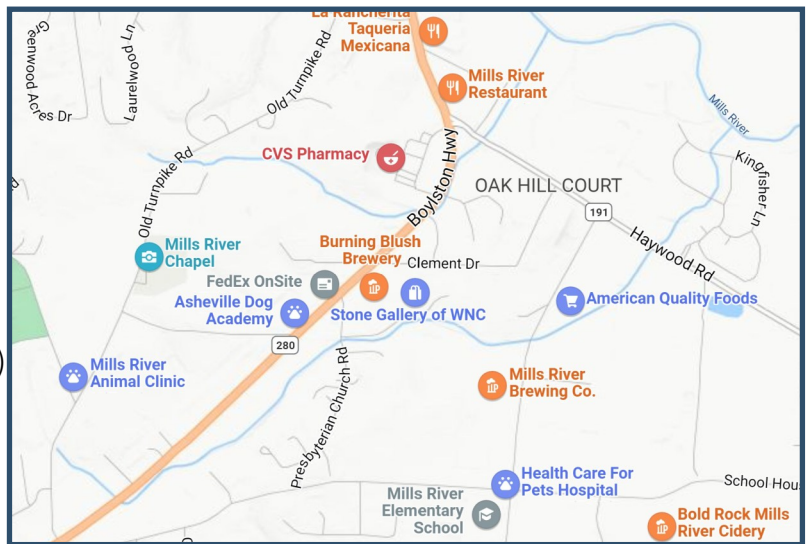 La Rancherita
Taqueria
Mexicana
Mills River
Restaurant
Greenwood Acres Dr
Laurelwood Ln
Old Turnpike Rd
Mills River
CVS Pharmacy
Boylston Hwy
OAK HILL COURT
Kingfisher Ln
Old Turnpike Rd
191
Haywood Rd
Mills River
Chapel
Burning Blush
Brewery
Clement Dr
FedEx OnSite
Asheville Dog
Academy
Stone Gallery of WNC
American Quality Foods
280
Mills River
Animal Clinic
Presbyterian Church Rd
Mills River
Brewing Co.
Health Care For
Pets Hospital
School Hou
Mills River
Elementary
School
Bold Rock Mills
River Cidery